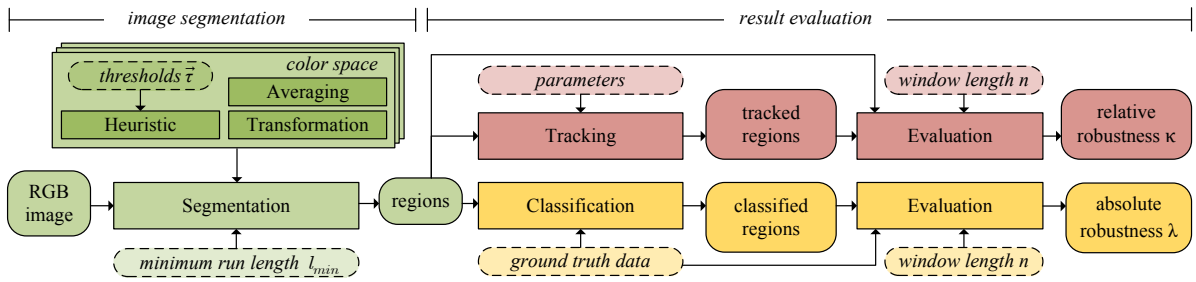 image segmentation
result evaluation
color space
thresholds τ⃗
Averaging
Heuristic
Transformation
RGB
image
Segmentation
regions
minimum run length l_min
parameters
window length n
Tracking
tracked
regions
Evaluation
relative
robustness κ
Classification
classified
regions
Evaluation
absolute
robustness λ
ground truth data
window length n